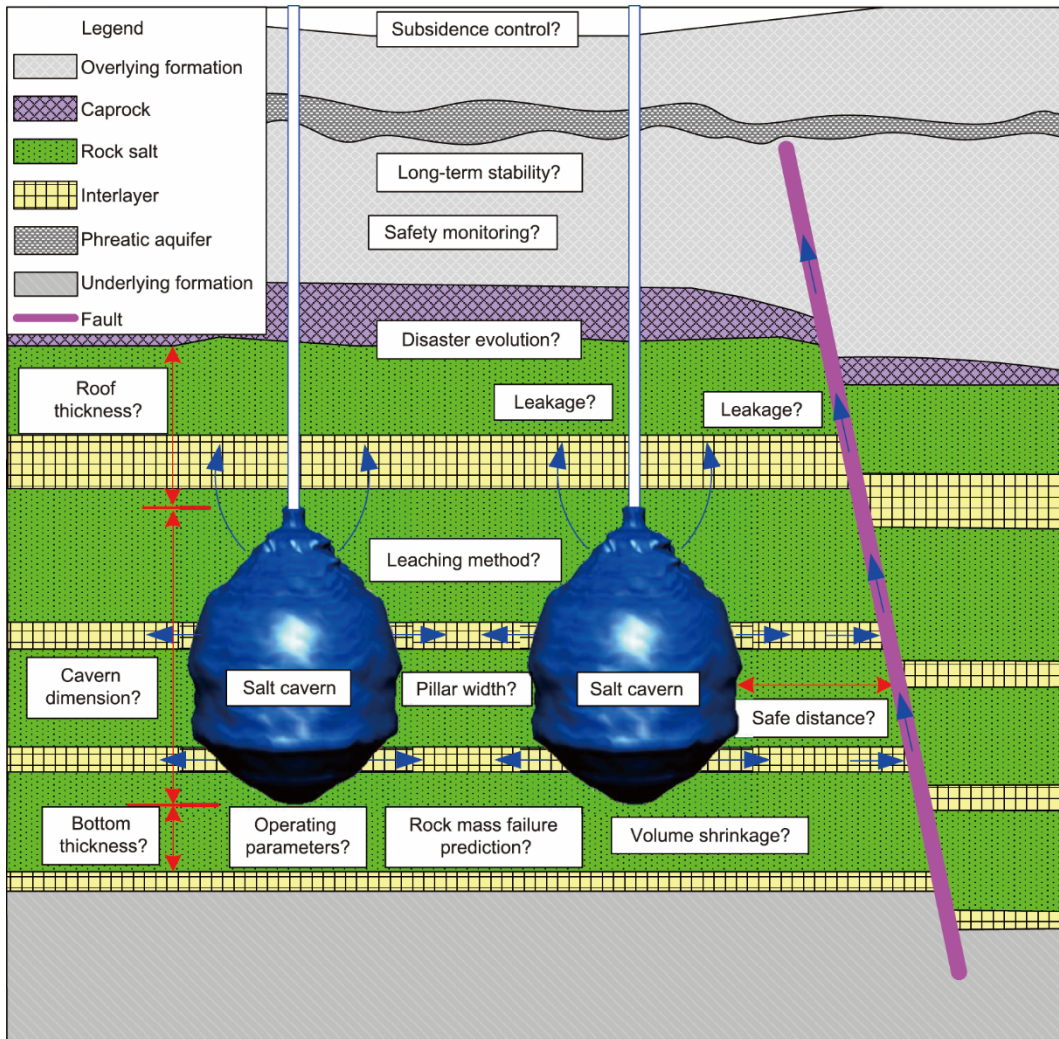 Legend
Overlying formation
Caprock
Rock salt
Interlayer
Phreatic aquifer
Underlying formation
Fault
Subsidence control?
Long-term stability?
Safety monitoring?
Disaster evolution?
Roof
thickness?
Leakage?
Leakage?
Leaching method?
Cavern
dimension?
Salt cavern
Pillar width?
Salt cavern
Safe distance?
Bottom
thickness?
Operating
parameters?
Rock mass failure
prediction?
Volume shrinkage?